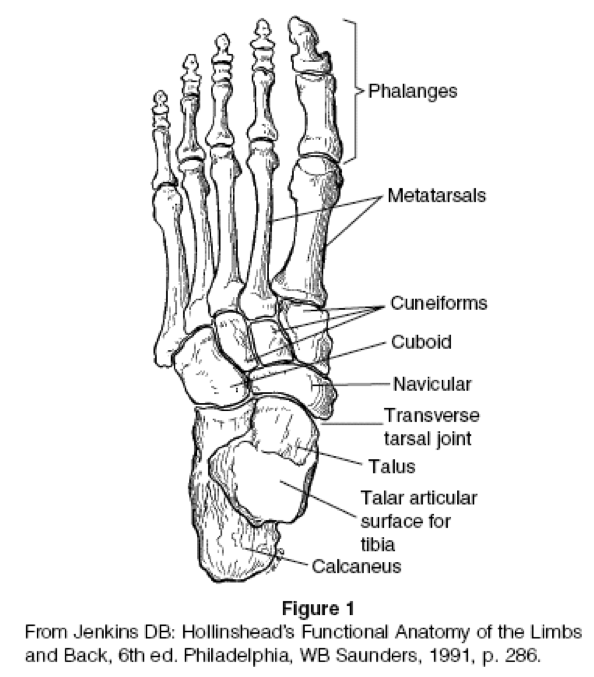 Phalanges
Metatarsals
Cuneiforms
Cuboid
Navicular
Transverse
tarsal joint
Talus
Talar articular
surface for
tibia
Calcaneus
Figure 1
From Jenkins DB: Hollinshead's Functional Anatomy of the Limbs
and Back, 6th ed. Philadelphia, WB Saunders, 1991, p. 286.